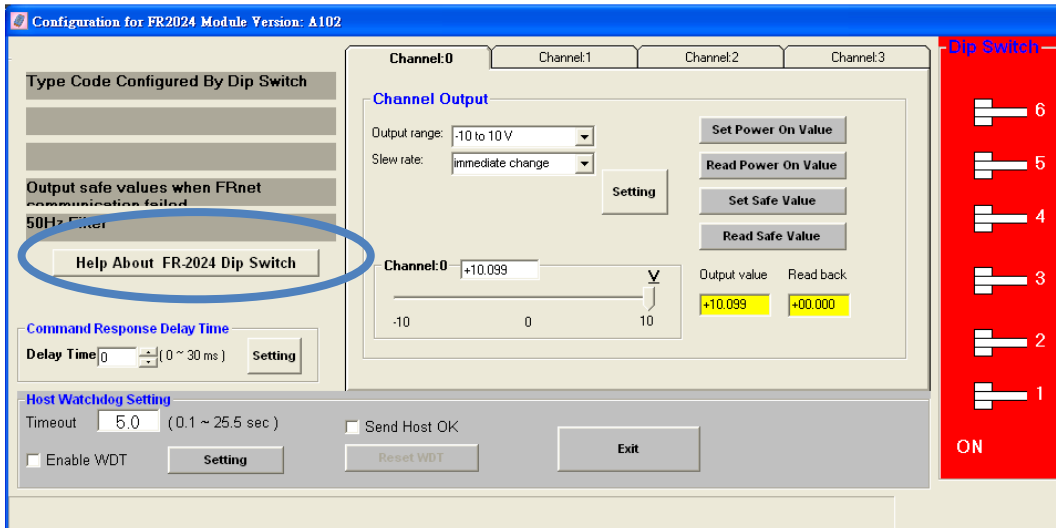 Configuration for FR2024 Module Version: A102
Type Code Configured By Dip Switch
Output safe values when FRnet
communication failed
50Hz Filter
Help About FR-2024 Dip Switch
Command Response Delay Time
Delay Time 0 ( 0 ~ 30 ms ) Setting
Channel:0 Channel:1 Channel:2 Channel:3
Channel Output
Output range: -10 to 10 V
Slew rate: immediate change
Setting
Set Power On Value
Read Power On Value
Set Safe Value
Read Safe Value
Channel:0 +10.099 V
-10 0 10
Output value Read back
+10.099 +00.000
Host Watchdog Setting
Timeout 5.0 ( 0.1 ~ 25.5 sec )
Enable WDT Setting
Send Host OK
Reset WDT
Exit
Dip Switch
6
5
4
3
2
1
ON